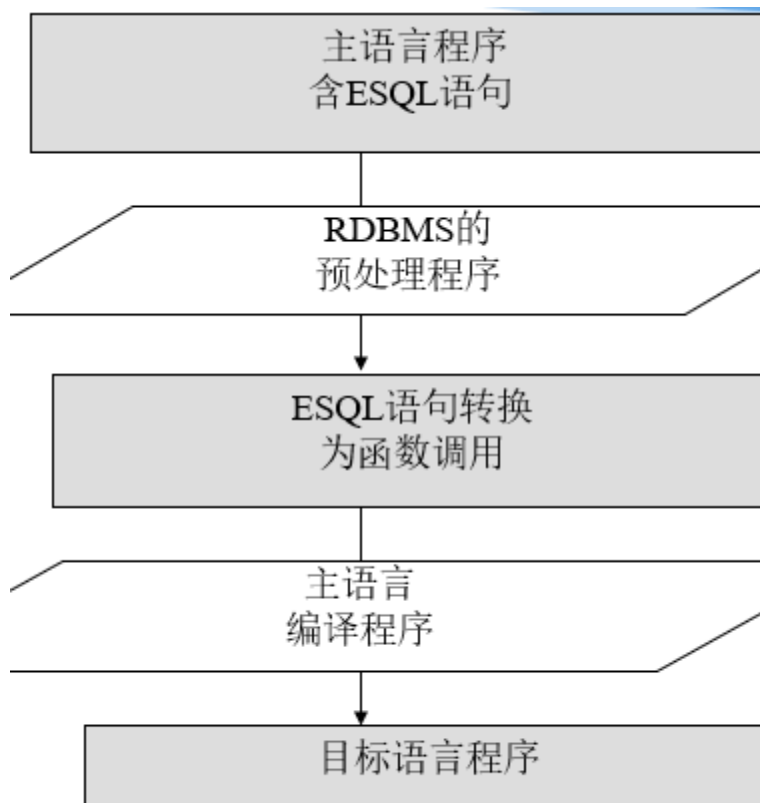 主语言程序
含ESQL语句
RDBMS的
预处理程序
ESQL语句转换
为函数调用
主语言
编译程序
目标语言程序